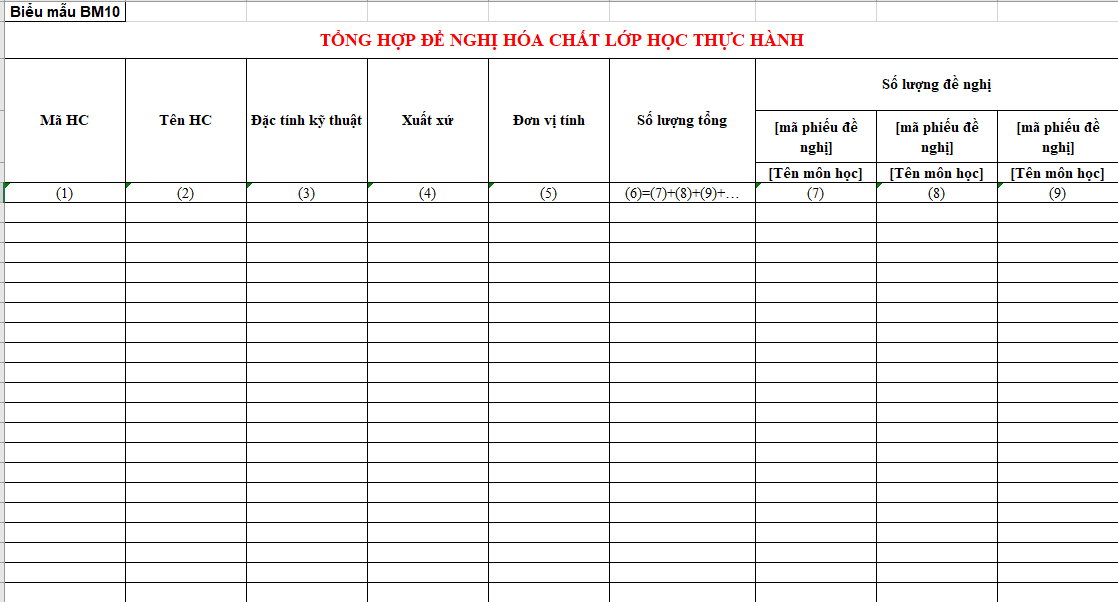 Biểu mẫu BM10
TỔNG HỢP ĐỀ NGHỊ HÓA CHẤT LỚP HỌC THỰC HÀNH
Mã HC
Tên HC
Đặc tính kỹ thuật
Xuất xứ
Đơn vị tính
Số lượng tổng
Số lượng đề nghị
[mã phiếu đề
nghị]
[mã phiếu đề
nghị]
[mã phiếu đề
nghị]
[Tên môn học]
[Tên môn học]
[Tên môn học]
(1)
(2)
(3)
(4)
(5)
(6)=(7)+(8)+(9)+…
(7)
(8)
(9)